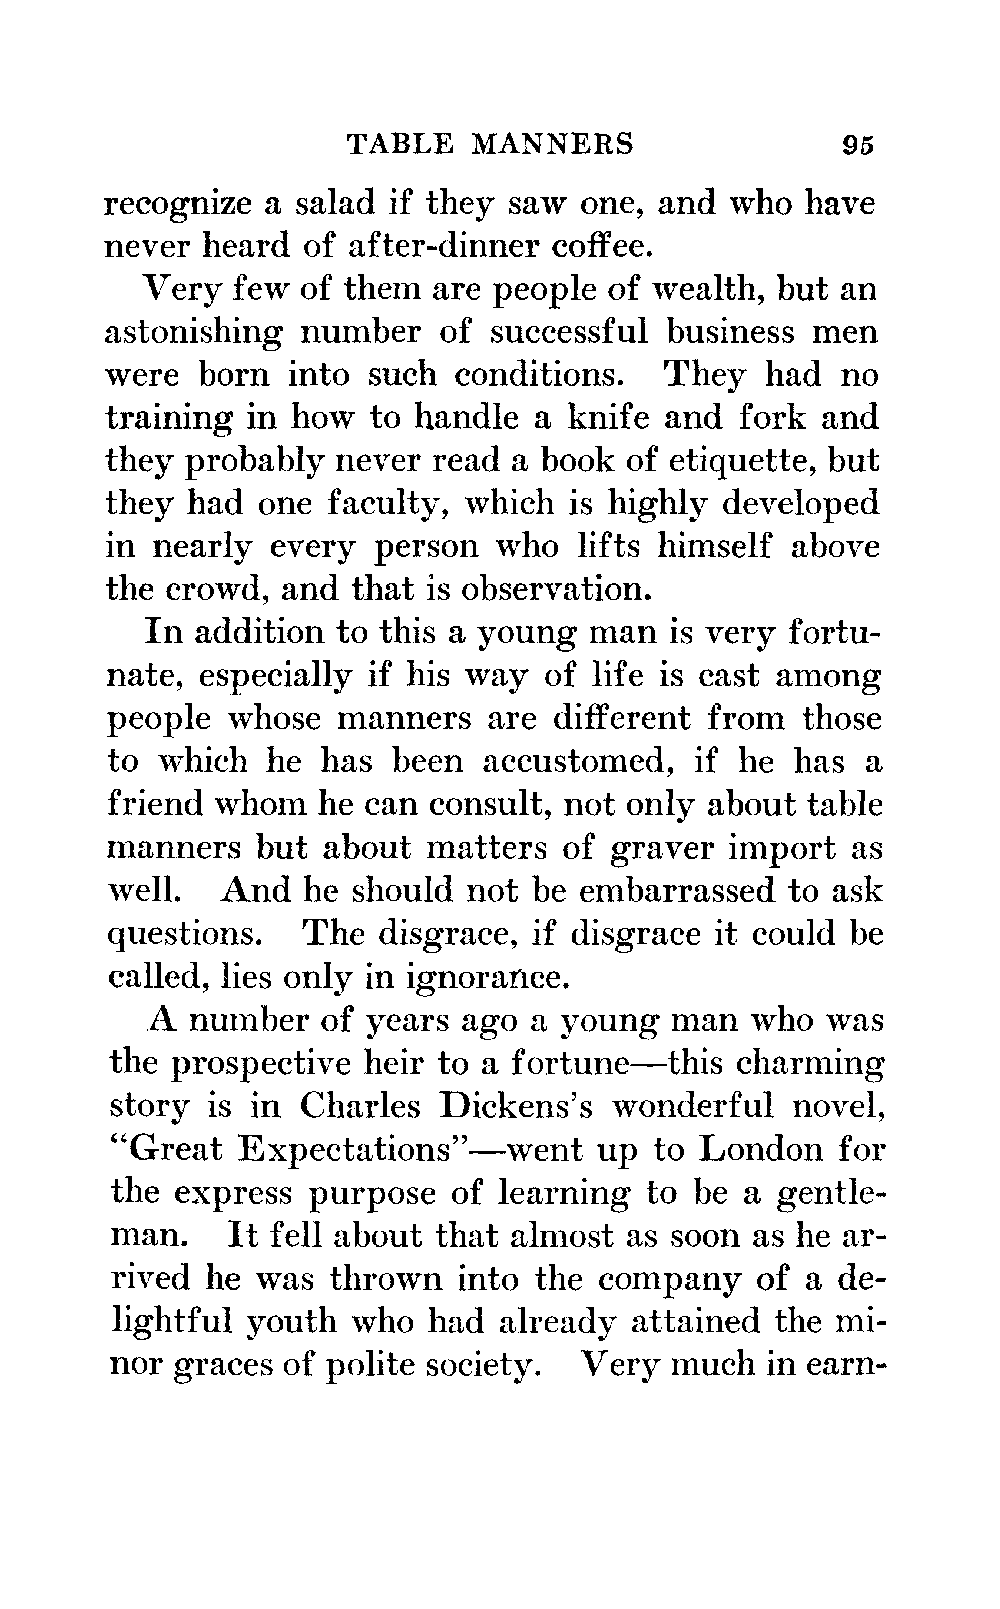 TABLE MANNERS 95
recognize a salad if they saw one, and who have
never heard of after-dinner coffee.
Very few of them are people of wealth, but an
astonishing number of successful business men
were born into such conditions. They had no
training in how to handle a knife and fork and
they probably never read a book of etiquette, but
they had one faculty, which is highly developed
in nearly every person who lifts himself above
the crowd, and that is observation.
In addition to this a young man is very fortu-
nate, especially if his way of life is cast among
people whose manners are different from those
to which he has been accustomed, if he has a
friend whom he can consult, not only about table
manners but about matters of graver import as
well. And he should not be embarrassed to ask
questions. The disgrace, if disgrace it could be
called, lies only in ignorance.
A number of years ago a young man who was
the prospective heir to a fortune—this charming
story is in Charles Dickens's wonderful novel,
“Great Expectations”—went up to London for
the express purpose of learning to be a gentle-
man. It fell about that almost as soon as he ar-
rived he was thrown into the company of a de-
lightful youth who had already attained the mi-
nor graces of polite society. Very much in earn-